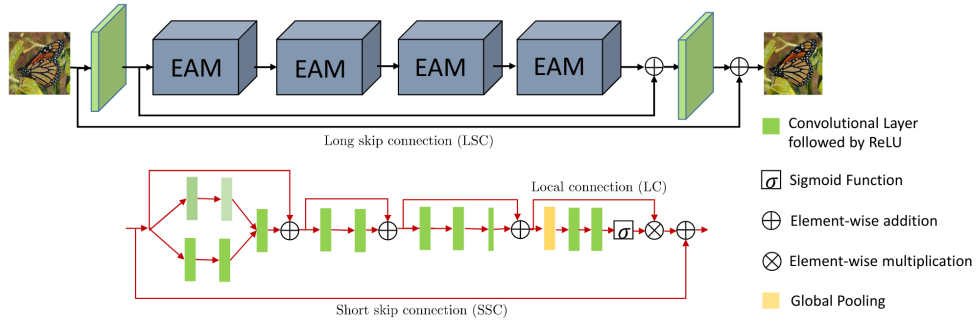 EAM
EAM
EAM
EAM
Long skip connection (LSC)
Convolutional Layer
followed by ReLU
Local connection (LC)
σ Sigmoid Function
Element-wise addition
σ
Element-wise multiplication
Global Pooling
Short skip connection (SSC)